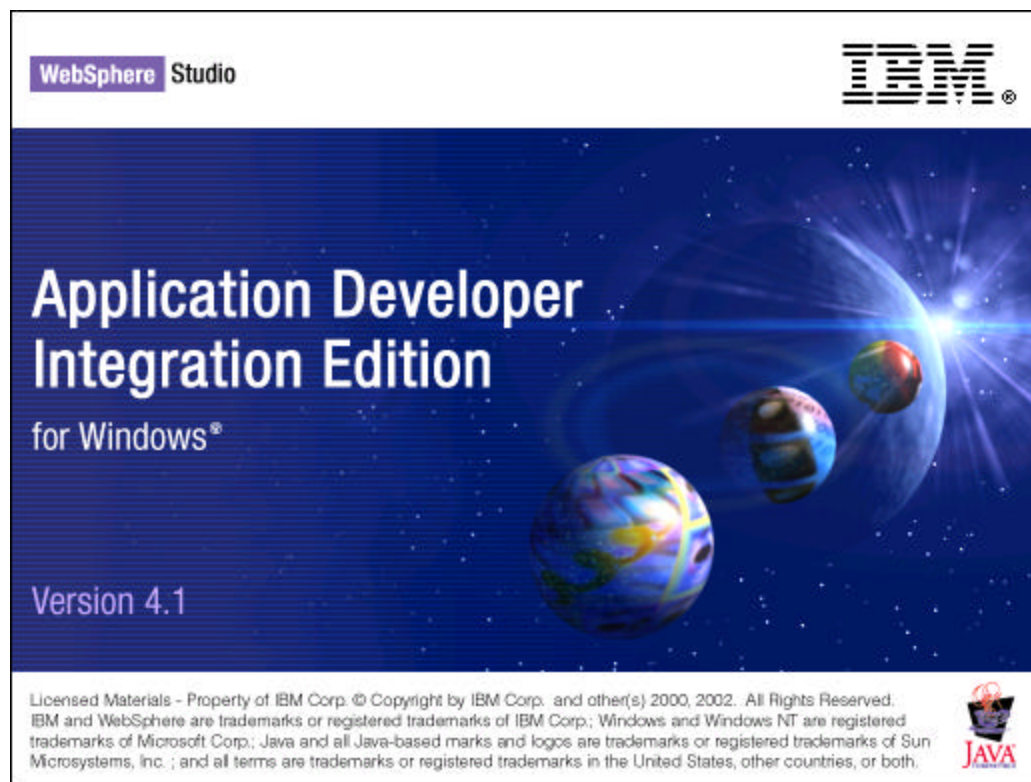 WebSphere Studio
IBM®
Application Developer
Integration Edition
for Windows®
Version 4.1
Licensed Materials - Property of IBM Corp. © Copyright by IBM Corp. and other(s) 2000, 2002. All Rights Reserved.
IBM and WebSphere are trademarks or registered trademarks of IBM Corp.; Windows and Windows NT are registered
trademarks of Microsoft Corp.; Java and all Java-based marks and logos are trademarks or registered trademarks of Sun
Microsystems, Inc. ; and all terms are trademarks or registered trademarks in the United States, other countries, or both.
JAVA